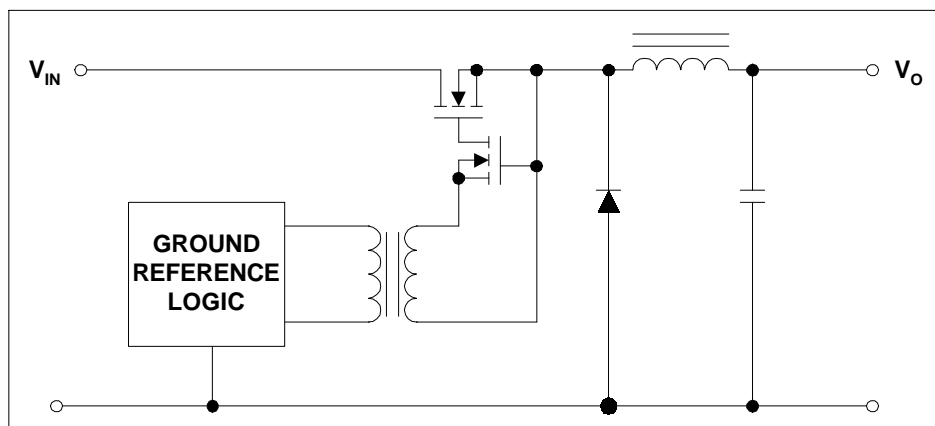 V_IN
V_O
GROUND
REFERENCE
LOGIC